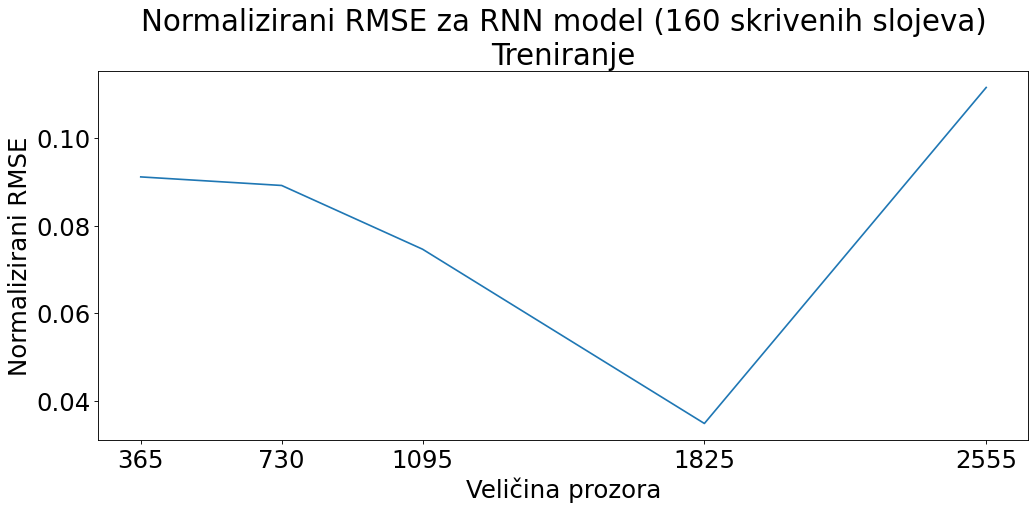 Normalizirani RMSE za RNN model (160 skrivenih slojeva)
Treniranje
Normalizirani RMSE
0.10
0.08
0.06
0.04
365 730 1095 1825 2555
Veličina prozora